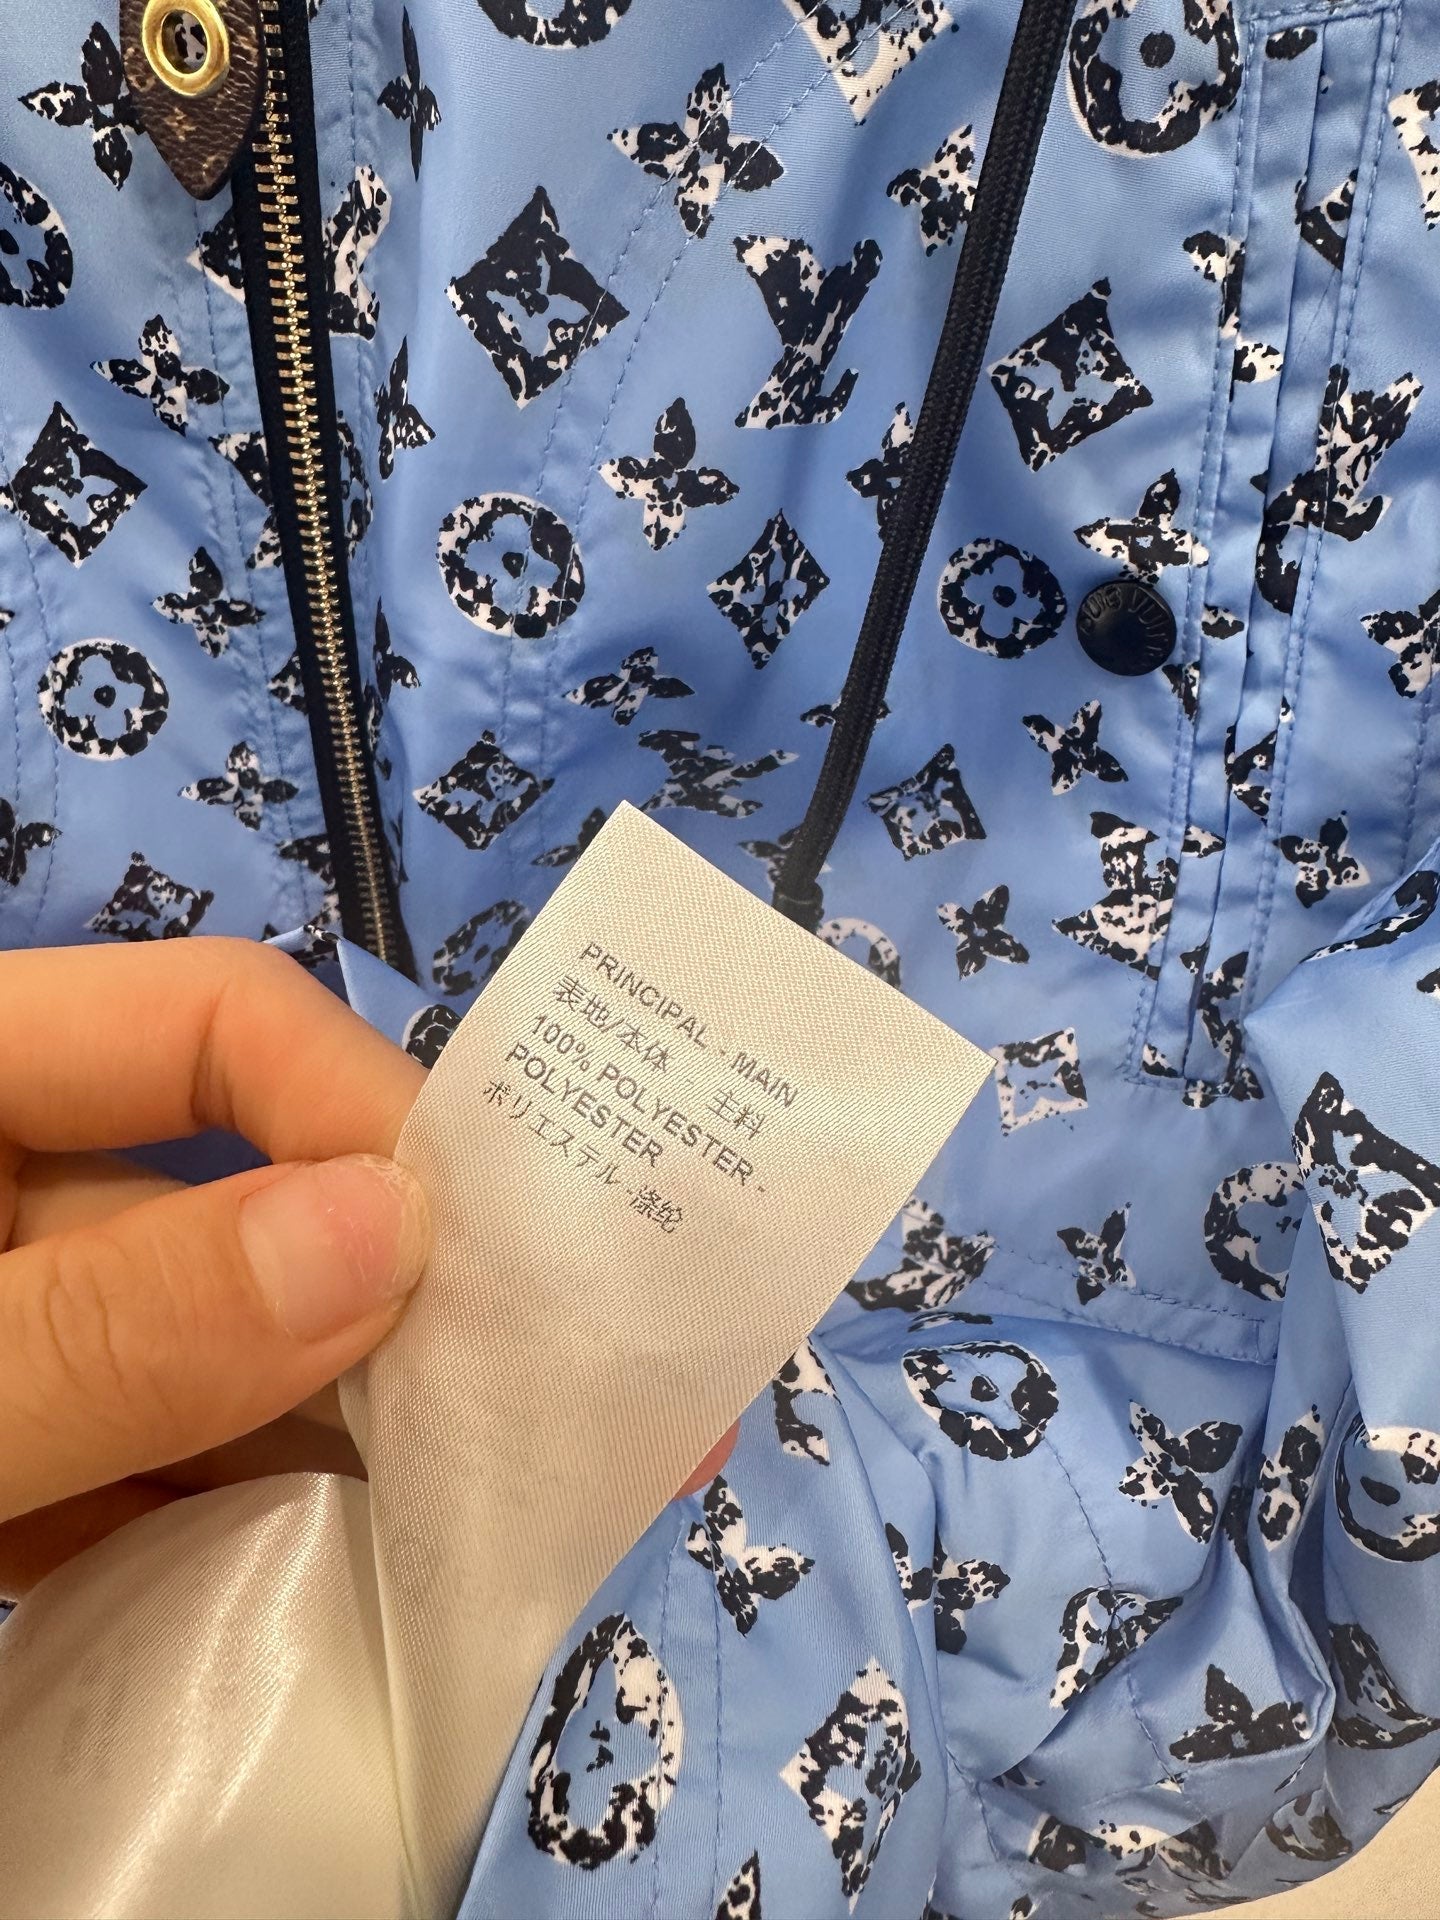 PRINCIPAL - MAIN
表地/本体 - 主料
100% POLYESTER -
POLYESTER
ポリエステル -涤纶